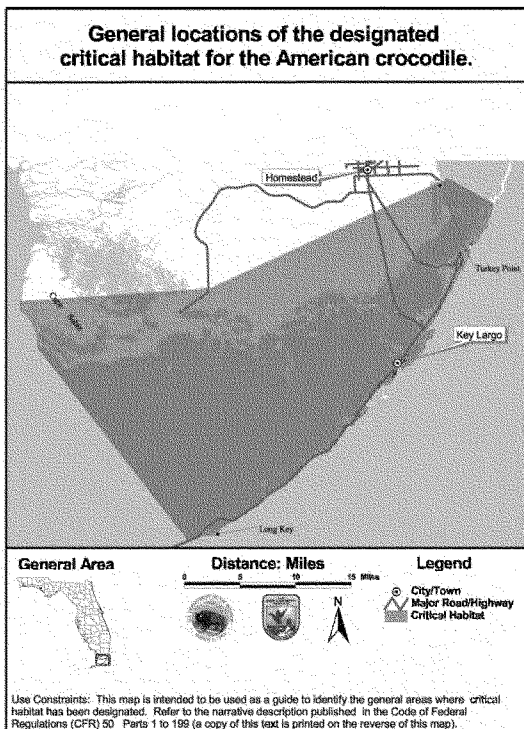 General locations of the designated
critical habitat for the American crocodile.
Homestead
Turkey Point
Cape Sable
Key Largo
Long Key
General Area
Distance: Miles
0 5 10 15 Miles
N
Legend
City/Town
Major Road/Highway
Critical Habitat
Use Constraints: This map is intended to be used as a guide to identify the general areas where critical
habitat has been designated. Refer to the narrative description published in the Code of Federal
Regulations (CFR) 50 Parts 1 to 199 (a copy of this text is printed on the reverse of this map).